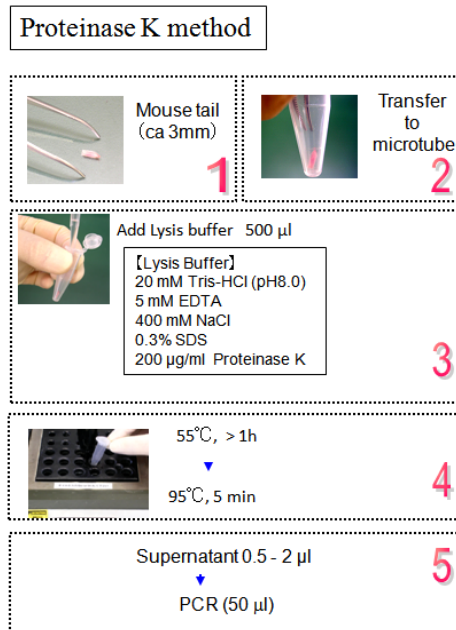 Proteinase K method
Mouse tail
(ca 3mm)
1
Transfer
to
microtube
2
Add Lysis buffer 500 μl
【Lysis Buffer】
20 mM Tris-HCl (pH8.0)
5 mM EDTA
400 mM NaCl
0.3% SDS
200 μg/ml Proteinase K
3
55℃, > 1h
95℃, 5 min
4
Supernatant 0.5 - 2 μl
PCR (50 μl)
5